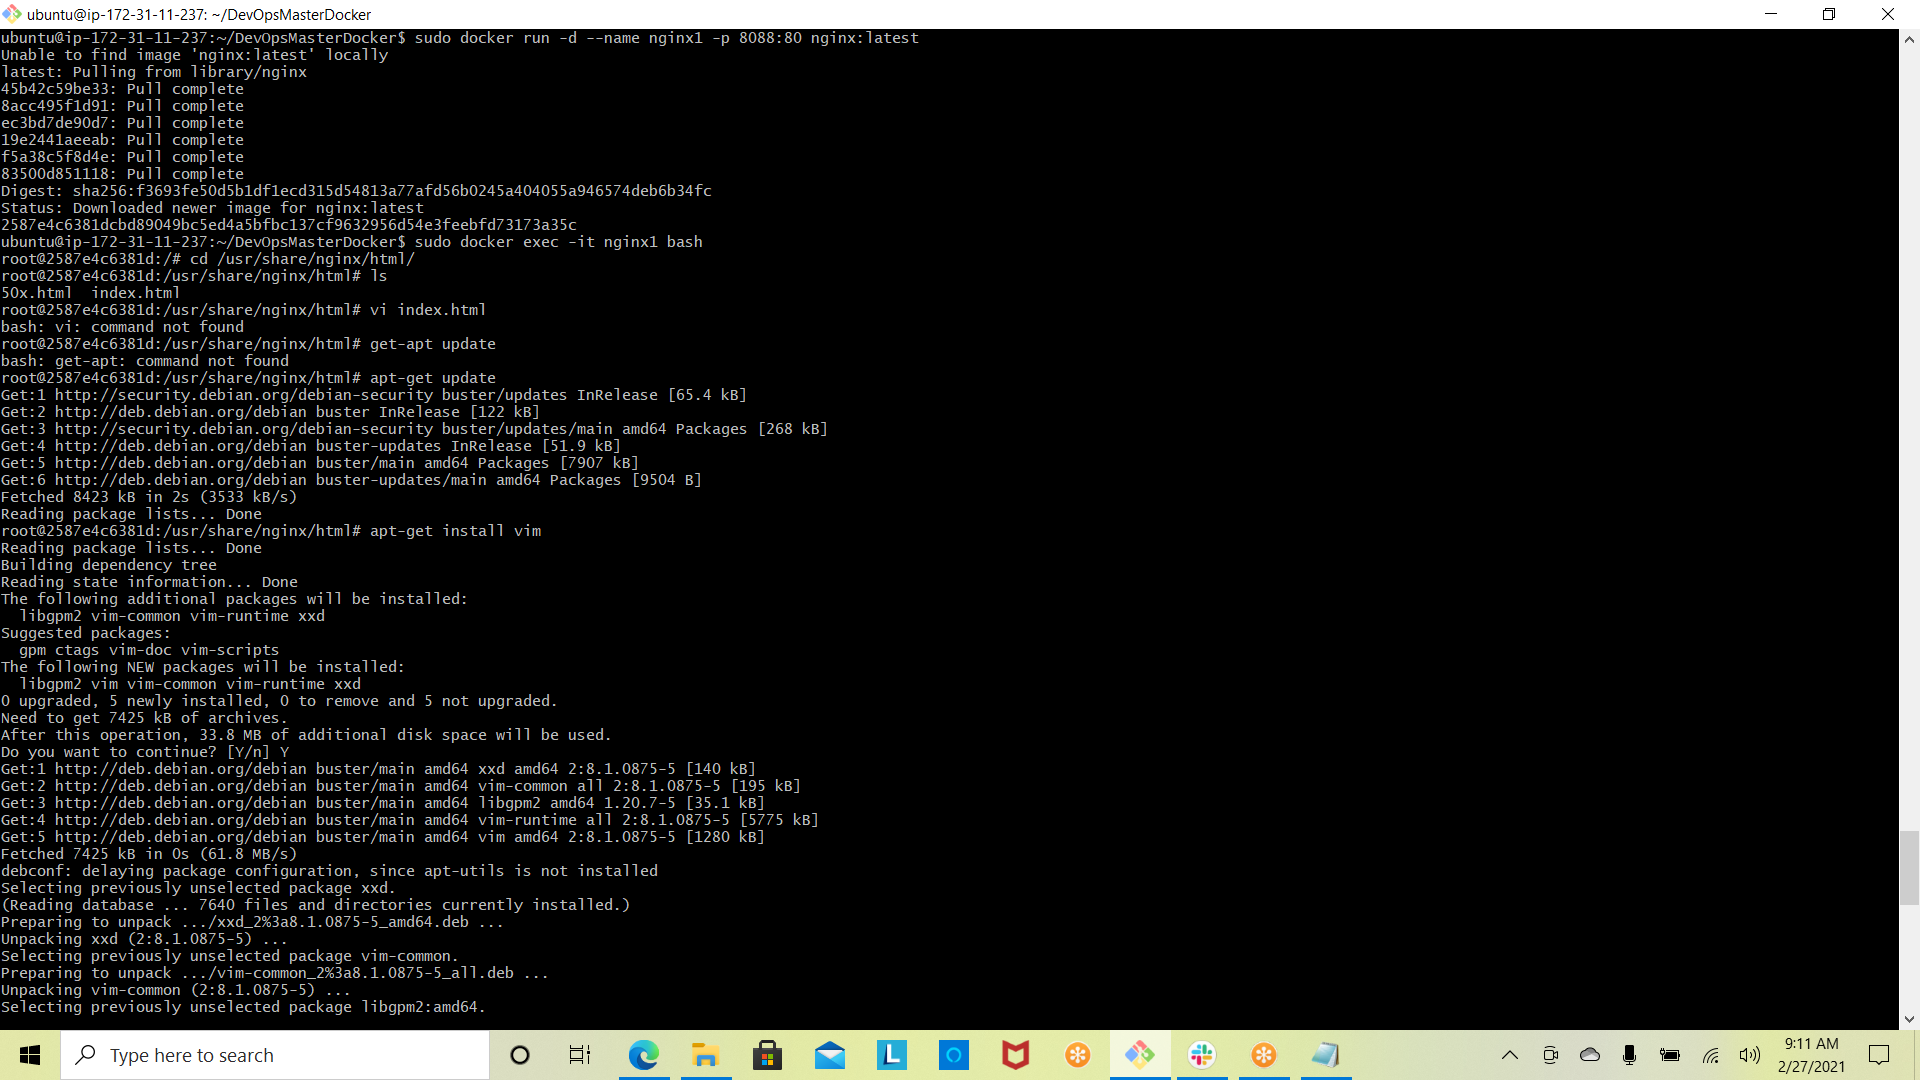 ubuntu@ip-172-31-11-237: ~/DevOpsMasterDocker
ubuntu@ip-172-31-11-237:~/DevOpsMasterDocker$ sudo docker run -d --name nginx1 -p 8088:80 nginx:latest
Unable to find image 'nginx:latest' locally
latest: Pulling from library/nginx
45b42c59be33: Pull complete
8acc495f1d91: Pull complete
ec3bd7de90d7: Pull complete
19e2441aeeab: Pull complete
f5a38c5f8d4e: Pull complete
83500d851118: Pull complete
Digest: sha256:f3693fe50d5b1df1ecd315d54813a77afd56b0245a404055a946574deb6b34fc
Status: Downloaded newer image for nginx:latest
2587e4c6381dcbd89049bc5ed4a5bfbc137cf9632956d54e3feebfd73173a35c
ubuntu@ip-172-31-11-237:~/DevOpsMasterDocker$ sudo docker exec -it nginx1 bash
root@2587e4c6381d:/# cd /usr/share/nginx/html/
root@2587e4c6381d:/usr/share/nginx/html# ls
50x.html  index.html
root@2587e4c6381d:/usr/share/nginx/html# vi index.html
bash: vi: command not found
root@2587e4c6381d:/usr/share/nginx/html# get-apt update
bash: get-apt: command not found
root@2587e4c6381d:/usr/share/nginx/html# apt-get update
Get:1 http://security.debian.org/debian-security buster/updates InRelease [65.4 kB]
Get:2 http://deb.debian.org/debian buster InRelease [122 kB]
Get:3 http://security.debian.org/debian-security buster/updates/main amd64 Packages [268 kB]
Get:4 http://deb.debian.org/debian buster-updates InRelease [51.9 kB]
Get:5 http://deb.debian.org/debian buster/main amd64 Packages [7907 kB]
Get:6 http://deb.debian.org/debian buster-updates/main amd64 Packages [9504 B]
Fetched 8423 kB in 2s (3533 kB/s)
Reading package lists... Done
root@2587e4c6381d:/usr/share/nginx/html# apt-get install vim
Reading package lists... Done
Building dependency tree
Reading state information... Done
The following additional packages will be installed:
  libgpm2 vim-common vim-runtime xxd
Suggested packages:
  gpm ctags vim-doc vim-scripts
The following NEW packages will be installed:
  libgpm2 vim vim-common vim-runtime xxd
0 upgraded, 5 newly installed, 0 to remove and 5 not upgraded.
Need to get 7425 kB of archives.
After this operation, 33.8 MB of additional disk space will be used.
Do you want to continue? [Y/n] Y
Get:1 http://deb.debian.org/debian buster/main amd64 xxd amd64 2:8.1.0875-5 [140 kB]
Get:2 http://deb.debian.org/debian buster/main amd64 vim-common all 2:8.1.0875-5 [195 kB]
Get:3 http://deb.debian.org/debian buster/main amd64 libgpm2 amd64 1.20.7-5 [35.1 kB]
Get:4 http://deb.debian.org/debian buster/main amd64 vim-runtime all 2:8.1.0875-5 [5775 kB]
Get:5 http://deb.debian.org/debian buster/main amd64 vim amd64 2:8.1.0875-5 [1280 kB]
Fetched 7425 kB in 0s (61.8 MB/s)
debconf: delaying package configuration, since apt-utils is not installed
Selecting previously unselected package xxd.
(Reading database ... 7640 files and directories currently installed.)
Preparing to unpack .../xxd_2%3a8.1.0875-5_amd64.deb ...
Unpacking xxd (2:8.1.0875-5) ...
Selecting previously unselected package vim-common.
Preparing to unpack .../vim-common_2%3a8.1.0875-5_all.deb ...
Unpacking vim-common (2:8.1.0875-5) ...
Selecting previously unselected package libgpm2:amd64.
Type here to search
L
9:11 AM
2/27/2021